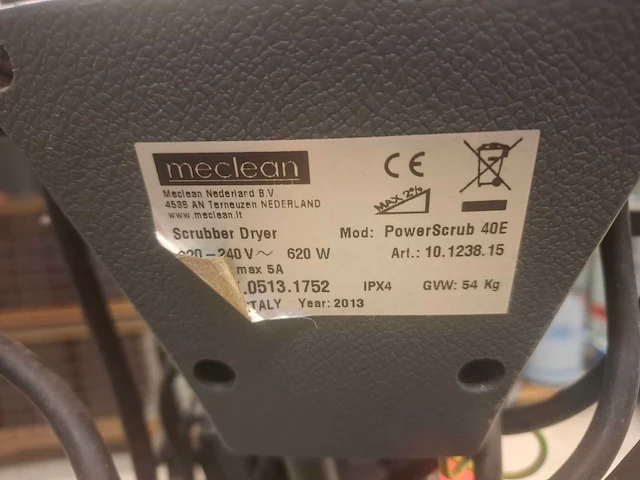 meclean
Meclean Nederland B.V.
4538 AN Terneuzen NEDERLAND
www.meclean.it
CE
MAX 2%
Scrubber Dryer Mod: PowerScrub 40E
220-240 V~ 620 W Art.: 10.1238.15
max 5A
.0513.1752 IPX4 GVW: 54 Kg
ITALY Year: 2013